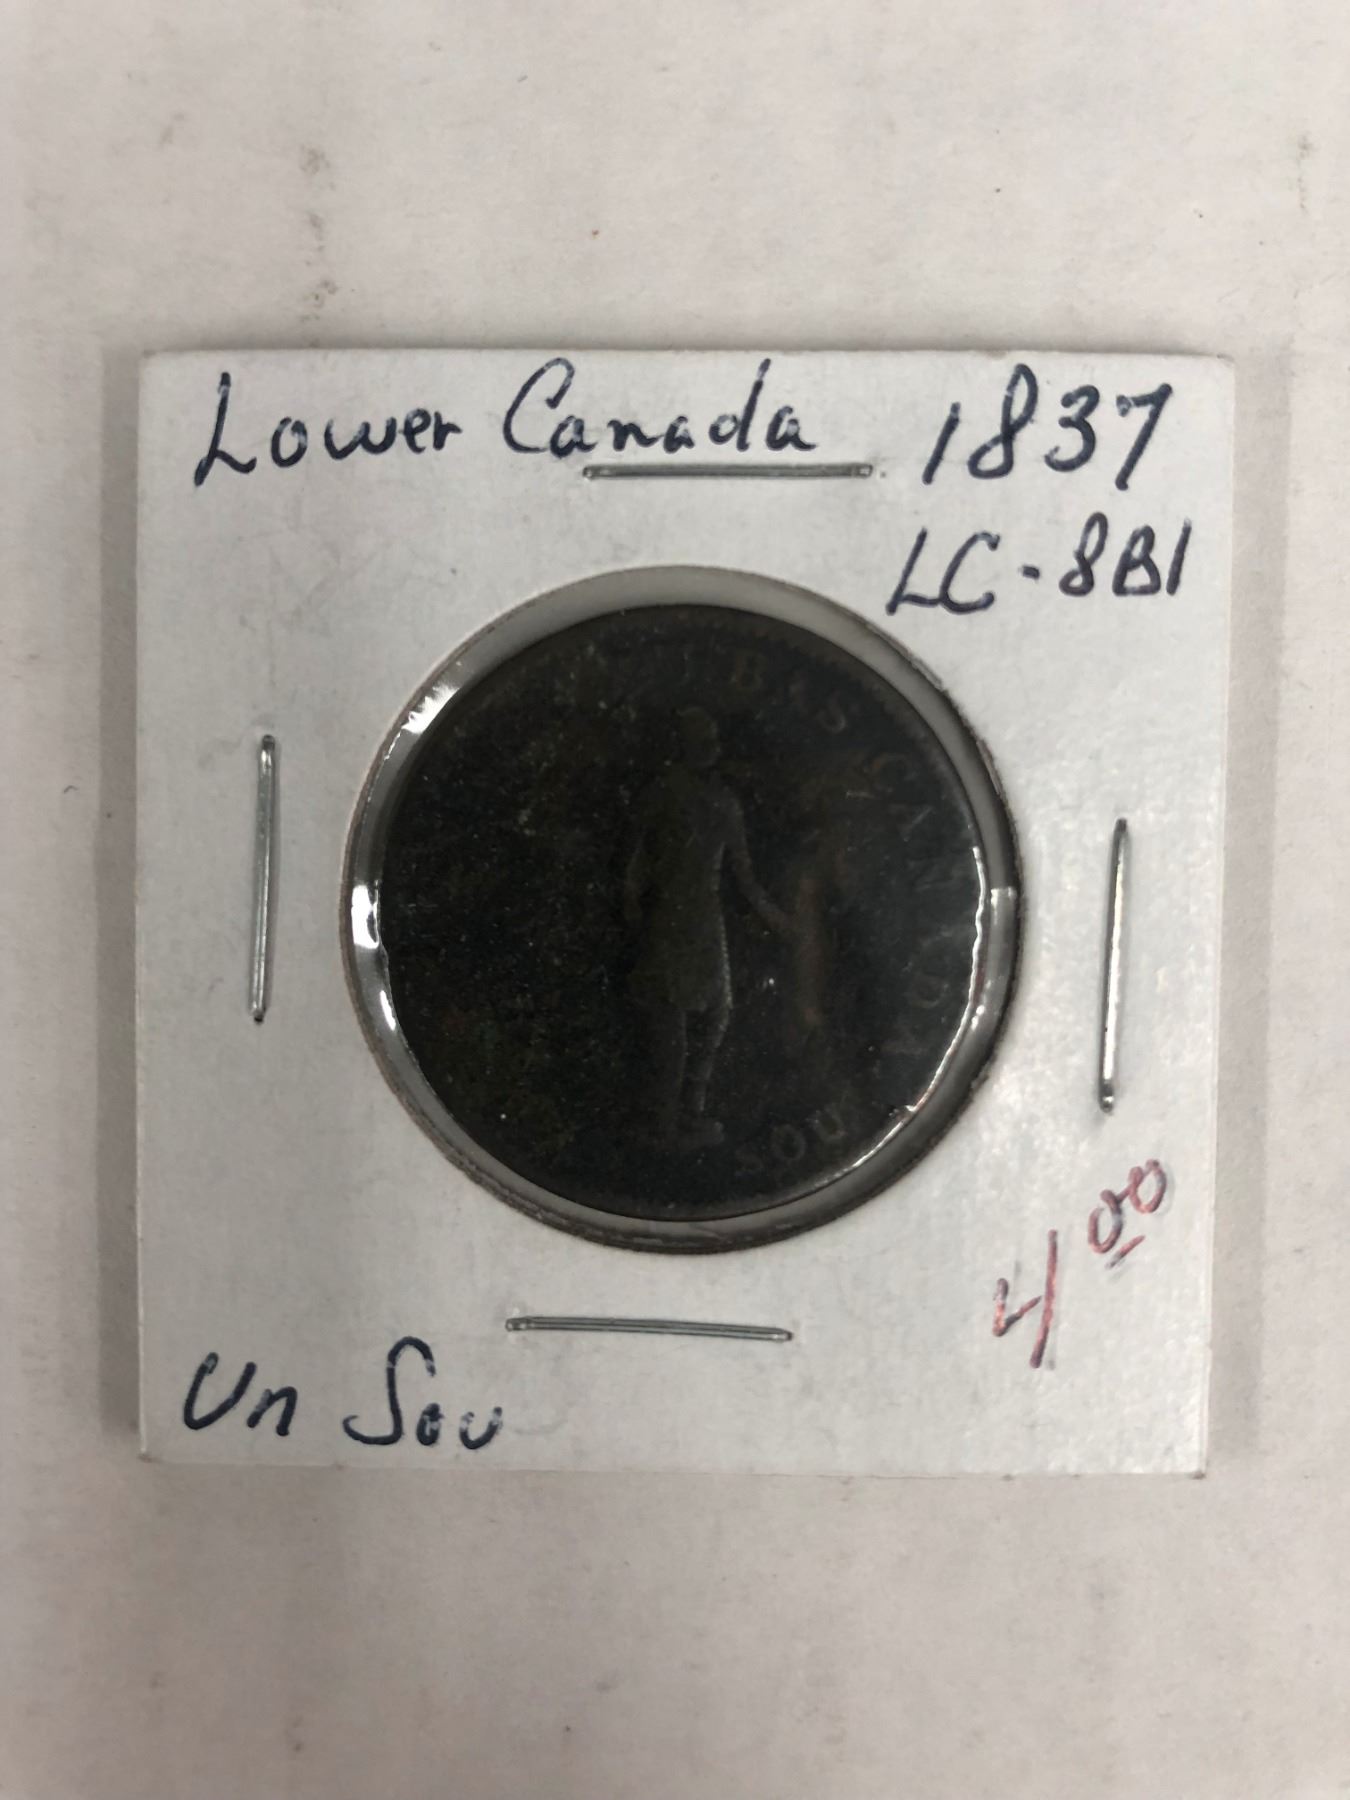 Lower Canada 1837
LC-8B1
BAS CANADA
SOU
4.00
Un Sou